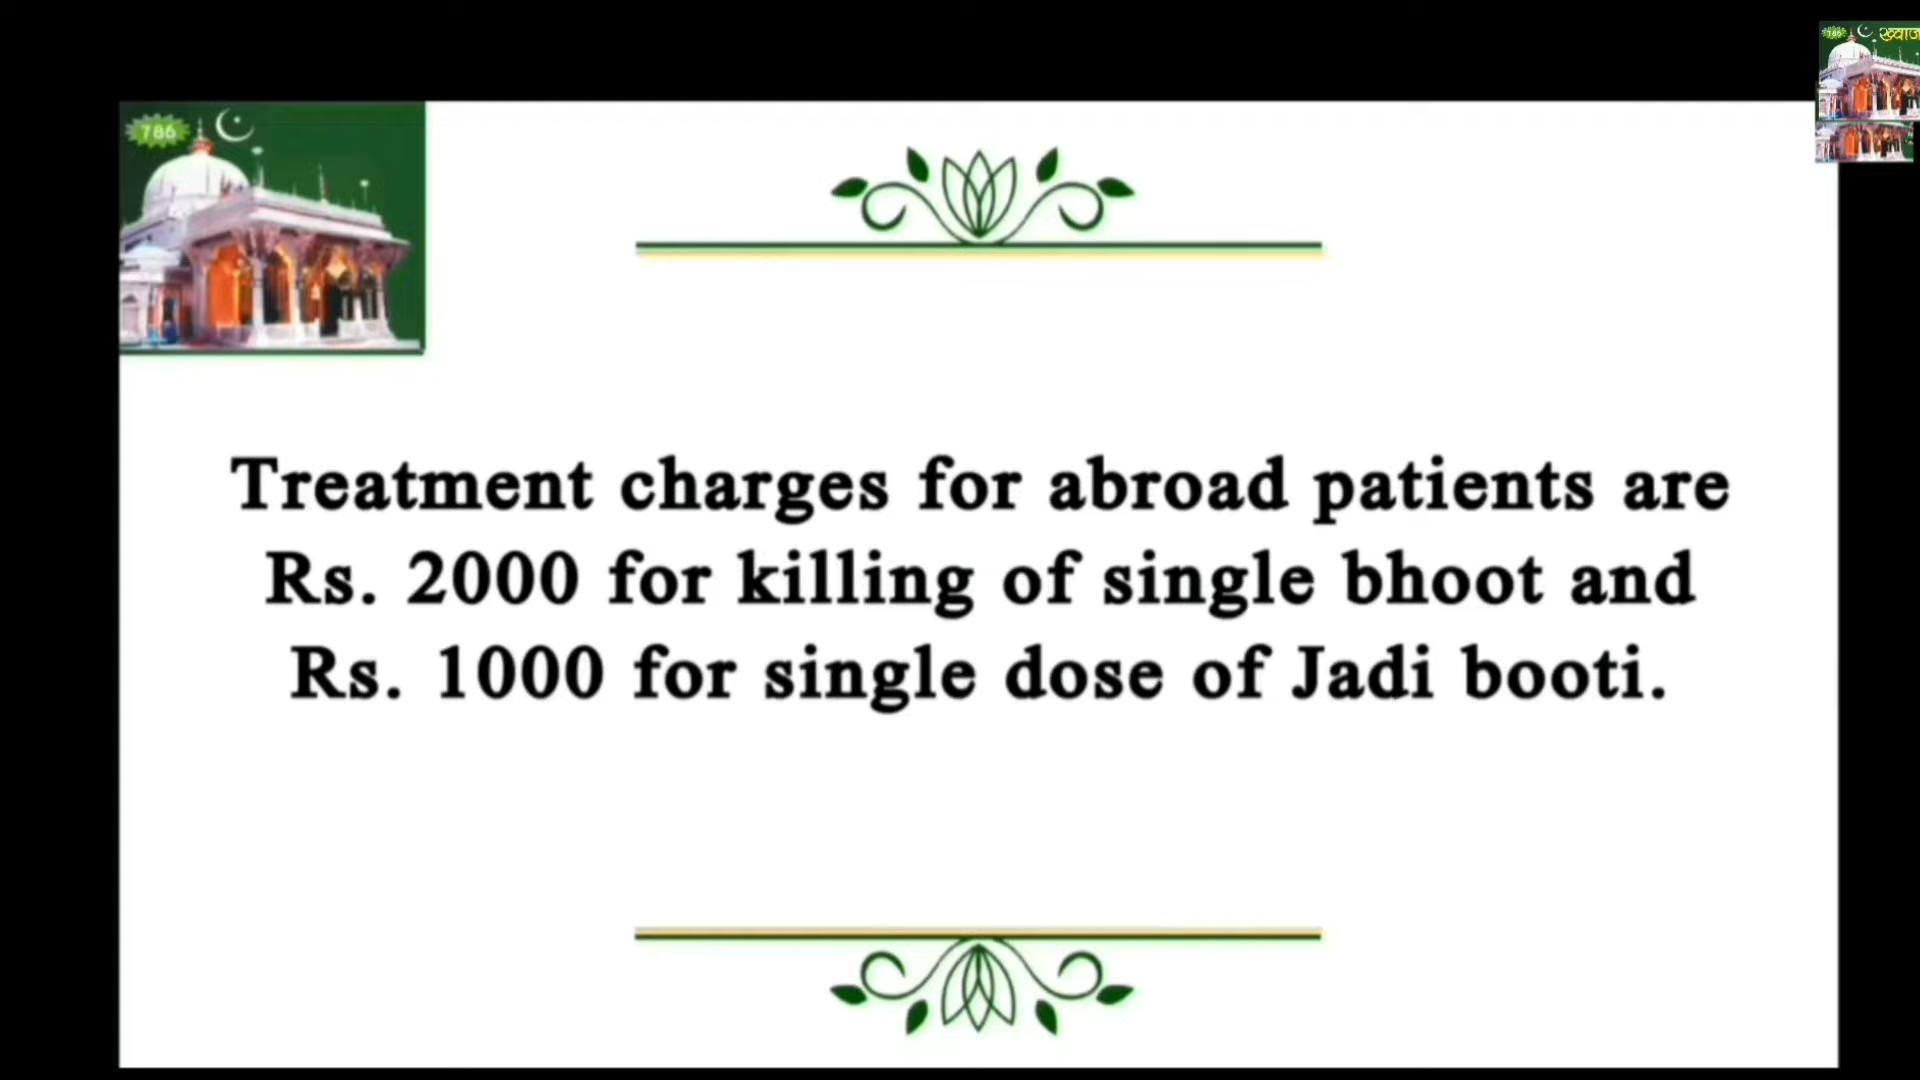 786
ख्वाज
786
Treatment charges for abroad patients are
Rs. 2000 for killing of single bhoot and
Rs. 1000 for single dose of Jadi booti.